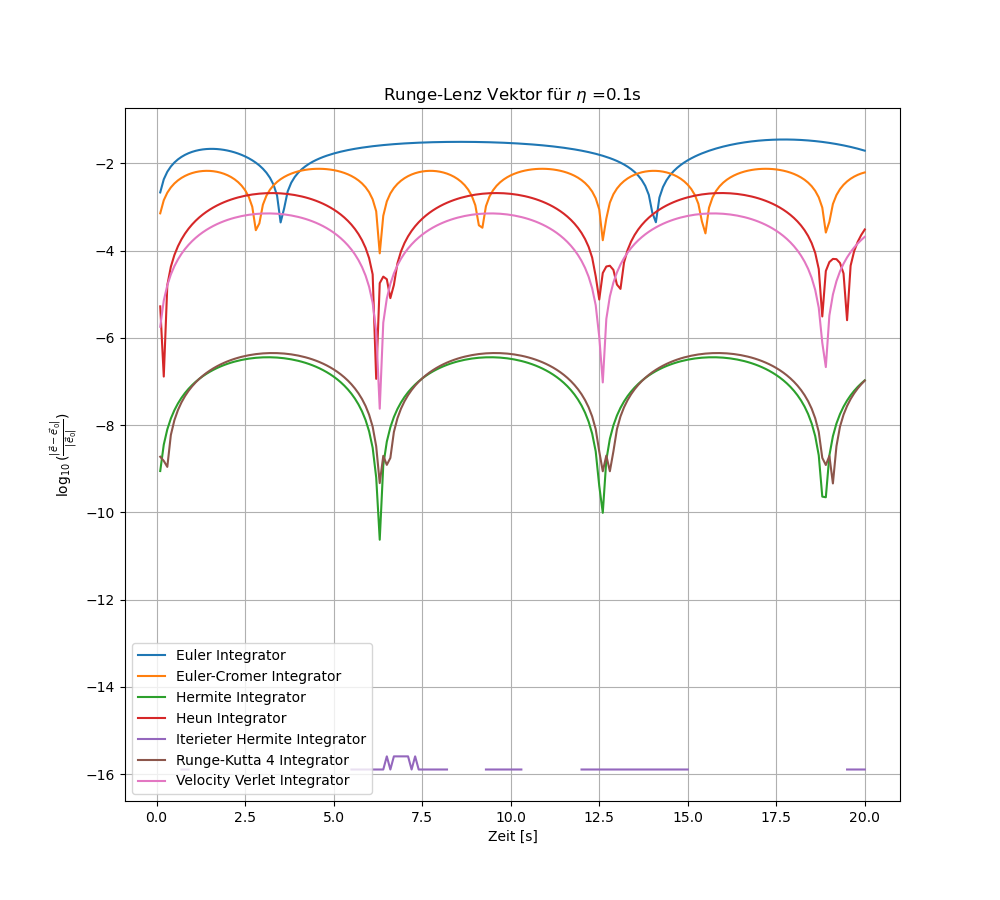 Runge-Lenz Vektor für η =0.1s
−2
−4
−6
−8
−10
−12
−14
−16
log₁₀(|e⃗ − e⃗₀| / |e⃗₀|)
Euler Integrator
Euler-Cromer Integrator
Hermite Integrator
Heun Integrator
Iterieter Hermite Integrator
Runge-Kutta 4 Integrator
Velocity Verlet Integrator
0.0 2.5 5.0 7.5 10.0 12.5 15.0 17.5 20.0
Zeit [s]